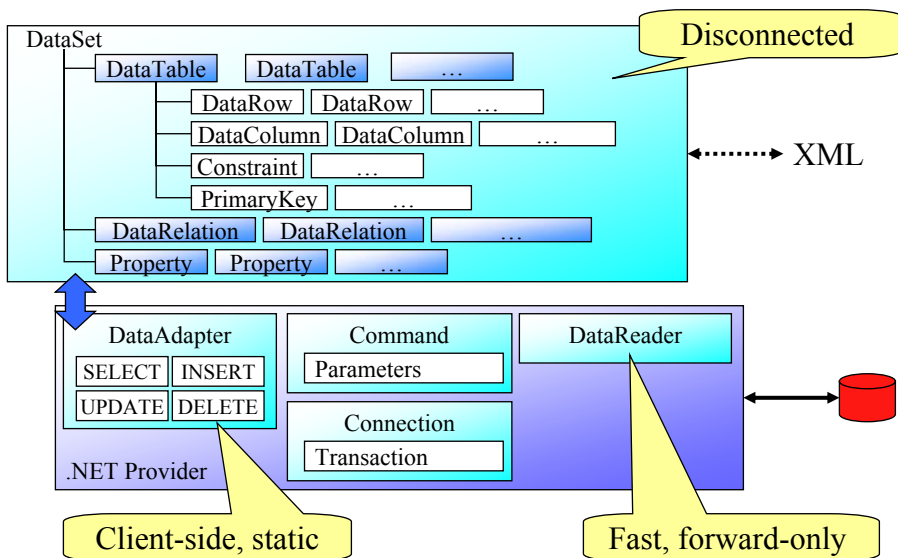 DataSet
Disconnected
DataTable DataTable …
DataRow DataRow …
DataColumn DataColumn …
Constraint …
XML
PrimaryKey …
DataRelation DataRelation …
Property Property …
DataAdapter
SELECT INSERT
UPDATE DELETE
Command
Parameters
Connection
Transaction
DataReader
.NET Provider
Client-side, static
Fast, forward-only